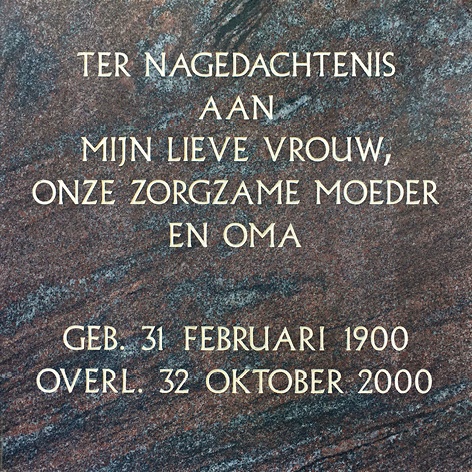 TER NAGEDACHTENIS
AAN
MIJN LIEVE VROUW,
ONZE ZORGZAME MOEDER
EN OMA
GEB. 31 FEBRUARI 1900
OVERL. 32 OKTOBER 2000